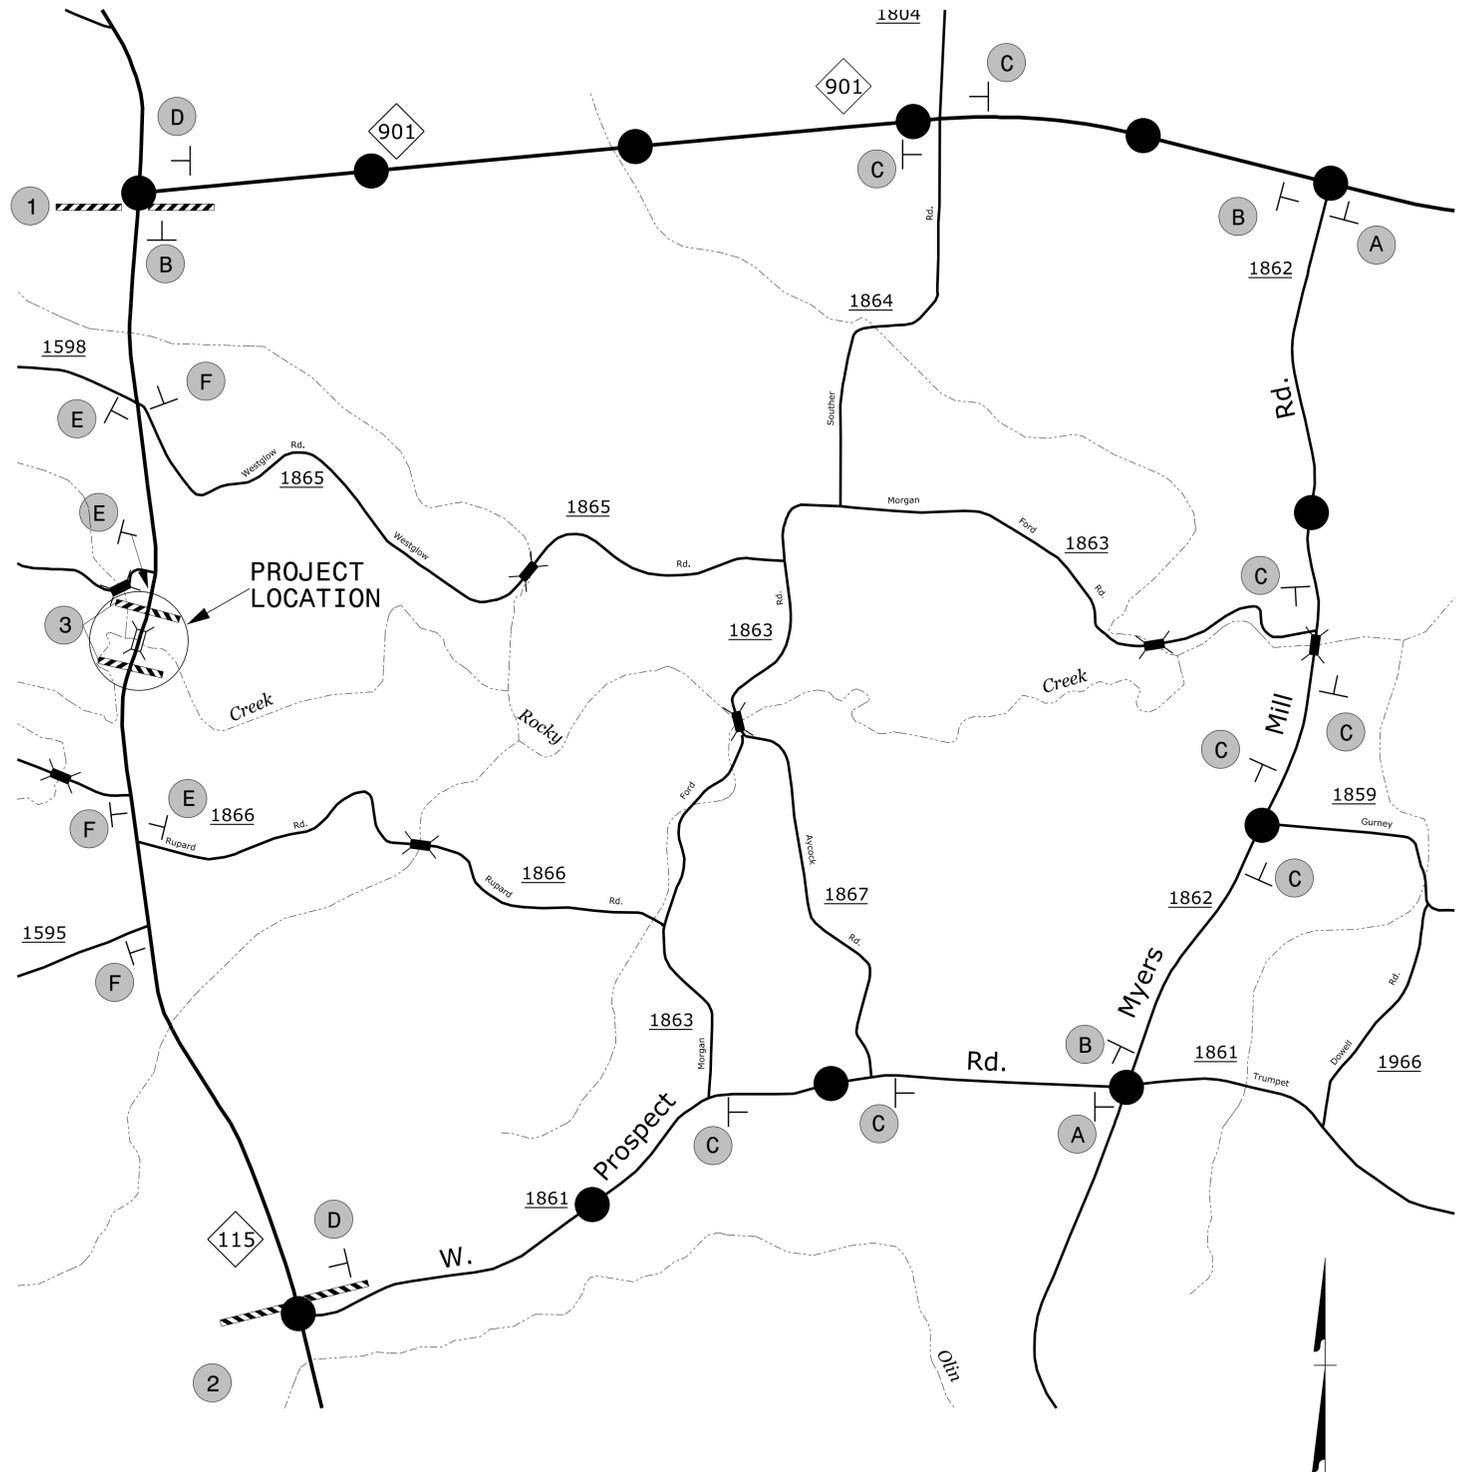 1804
C
901
D
901
C
1
B
B
A
Rd.
1862
1864
1598
F
E
Rd.
Souther
Westglow Rd.
1865
Morgan
1865
E
Ford
1863
Westglow
PROJECT
LOCATION
Rd.
C
Rd.
Rd.
3
1863
Creek
Creek
Rocky
Mill
C
C
Ford
E
1859
1866
Rd.
Gurney
F
Rupard
Aycock
1866
Rupard
Rd.
1867
C
1862
1595
Rd.
F
Myers
Rd.
1863
Morgan
B
Rd.
1861
Dowell
1966
Trumpet
Prospect
C
C
A
1861
D
115
W.
Olin
2